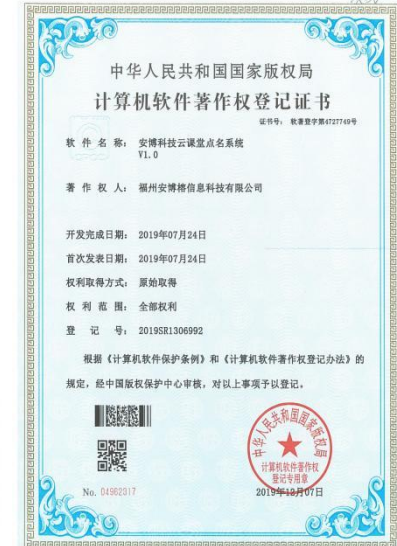 中华人民共和国国家版权局
计算机软件著作权登记证书
证书号： 软著登字第4727749号
软 件 名 称： 安博科技云课堂点名系统
V1.0
著 作 权 人： 福州安博榕信息科技有限公司
开发完成日期： 2019年07月24日
首次发表日期： 2019年07月24日
权利取得方式： 原始取得
权 利 范 围： 全部权利
登 记 号： 2019SR1306992
根据《计算机软件保护条例》和《计算机软件著作权登记办法》的
规定，经中国版权保护中心审核，对以上事项予以登记。
中华人民共和国国家版权局
计算机软件著作权
登记专用章
No. 04962317
2019年12月07日